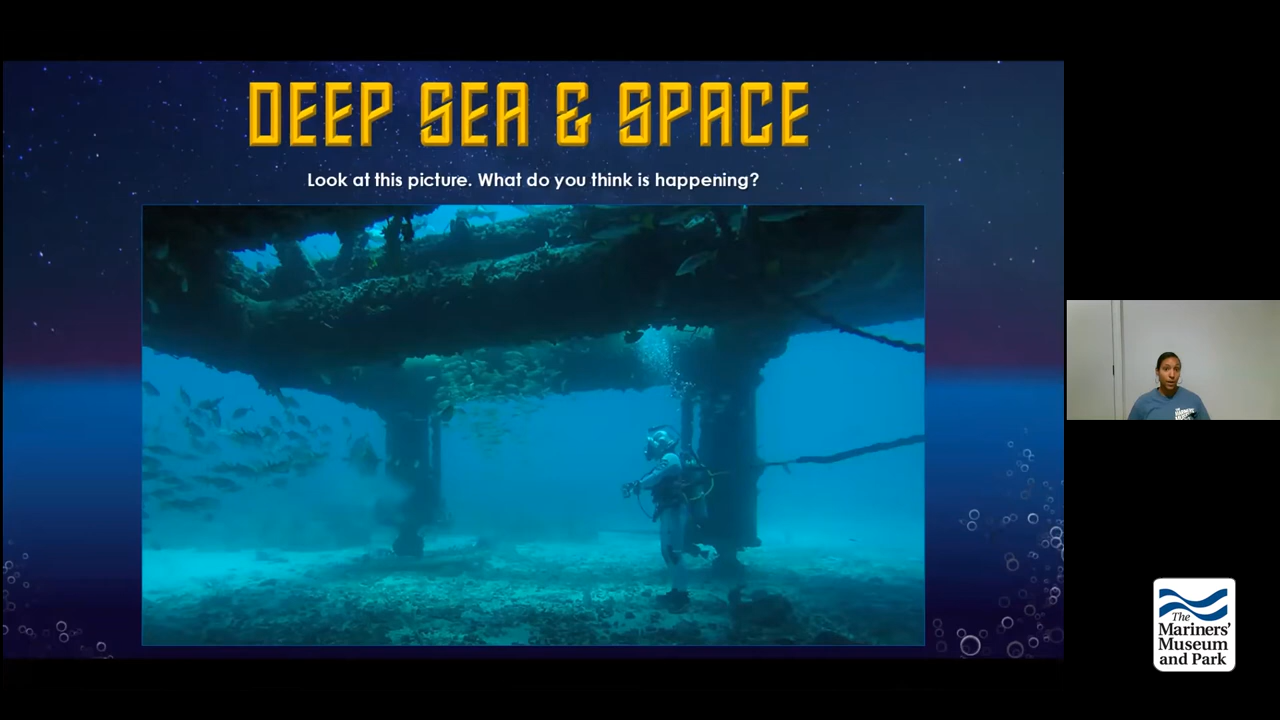 DEEP SEA & SPACE
Look at this picture. What do you think is happening?
The
Mariners'
Museum
and Park